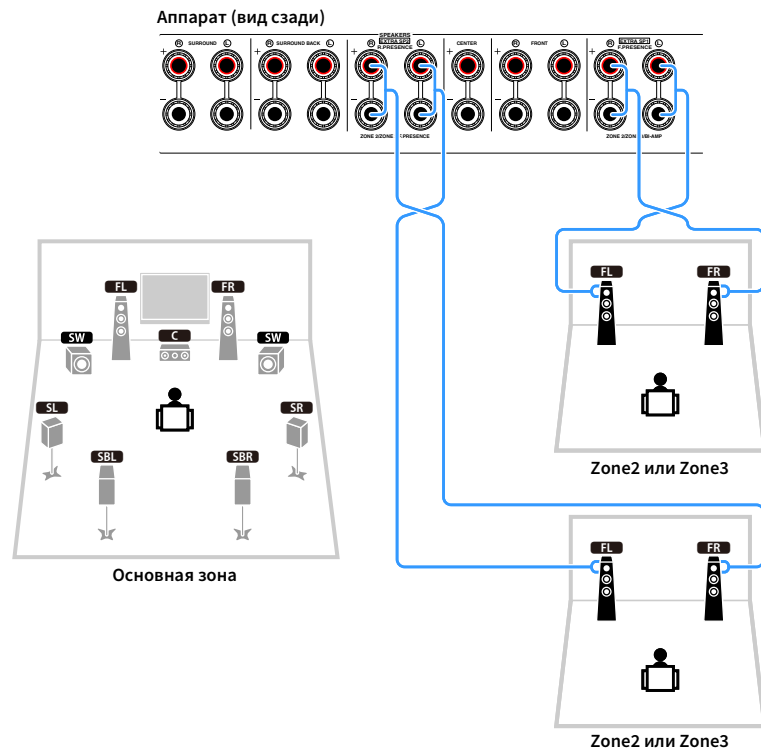 Аппарат (вид сзади)
SPEAKERS
R SURROUND L
R SURROUND BACK L
R EXTRA SP2 L
R.PRESENCE
CENTER
R FRONT L
R EXTRA SP1 L
F.PRESENCE
+ + + + + +
− − − −
ZONE 2/ZONE F.PRESENCE
ZONE 2/ZONE /BI-AMP
FL FR
SW C SW
SL SR
SBL SBR
Основная зона
FL FR
Zone2 или Zone3
FL FR
Zone2 или Zone3